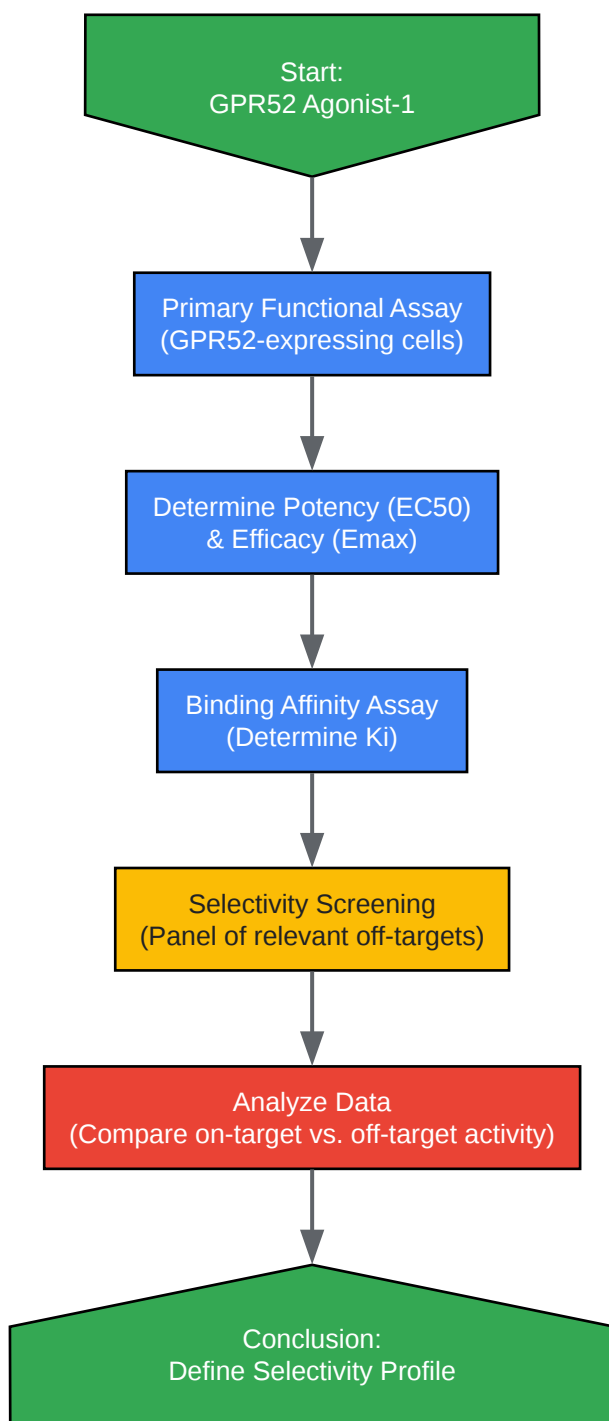 Start:
GPR52 Agonist-1
Primary Functional Assay
(GPR52-expressing cells)
Determine Potency (EC50)
& Efficacy (Emax)
Binding Affinity Assay
(Determine Ki)
Selectivity Screening
(Panel of relevant off-targets)
Analyze Data
(Compare on-target vs. off-target activity)
Conclusion:
Define Selectivity Profile